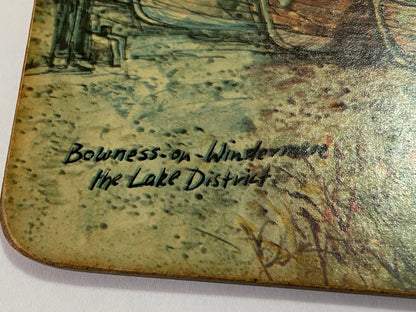 Bowness-on-Windermere
the Lake District.